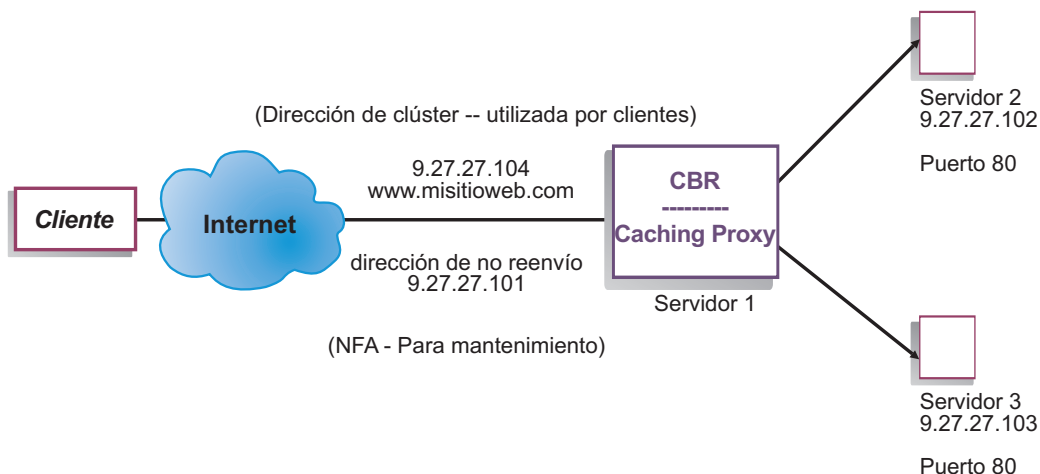 (Dirección de clúster -- utilizada por clientes)
9.27.27.104
www.misitioweb.com
Cliente
Internet
dirección de no reenvío
9.27.27.101
(NFA - Para mantenimiento)
CBR
---------
Caching Proxy
Servidor 1
Servidor 2
9.27.27.102
Puerto 80
Servidor 3
9.27.27.103
Puerto 80